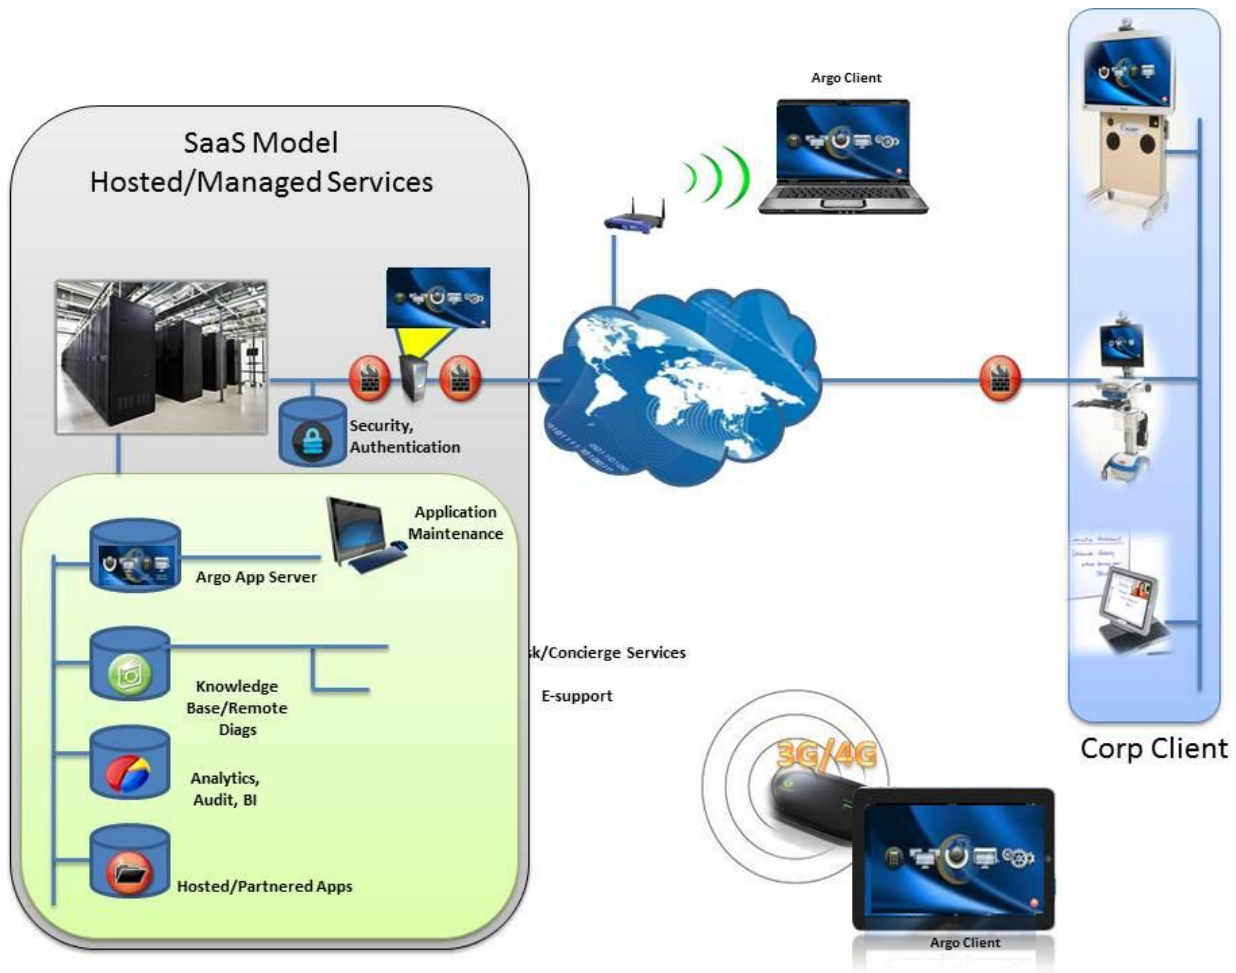 Argo Client
SaaS Model
Hosted/Managed Services
Security,
Authentication
Application
Maintenance
Argo App Server
sk/Concierge Services
E-support
Knowledge
Base/Remote
Diags
3G/4G
Corp Client
Analytics,
Audit, BI
Hosted/Partnered Apps
Argo Client